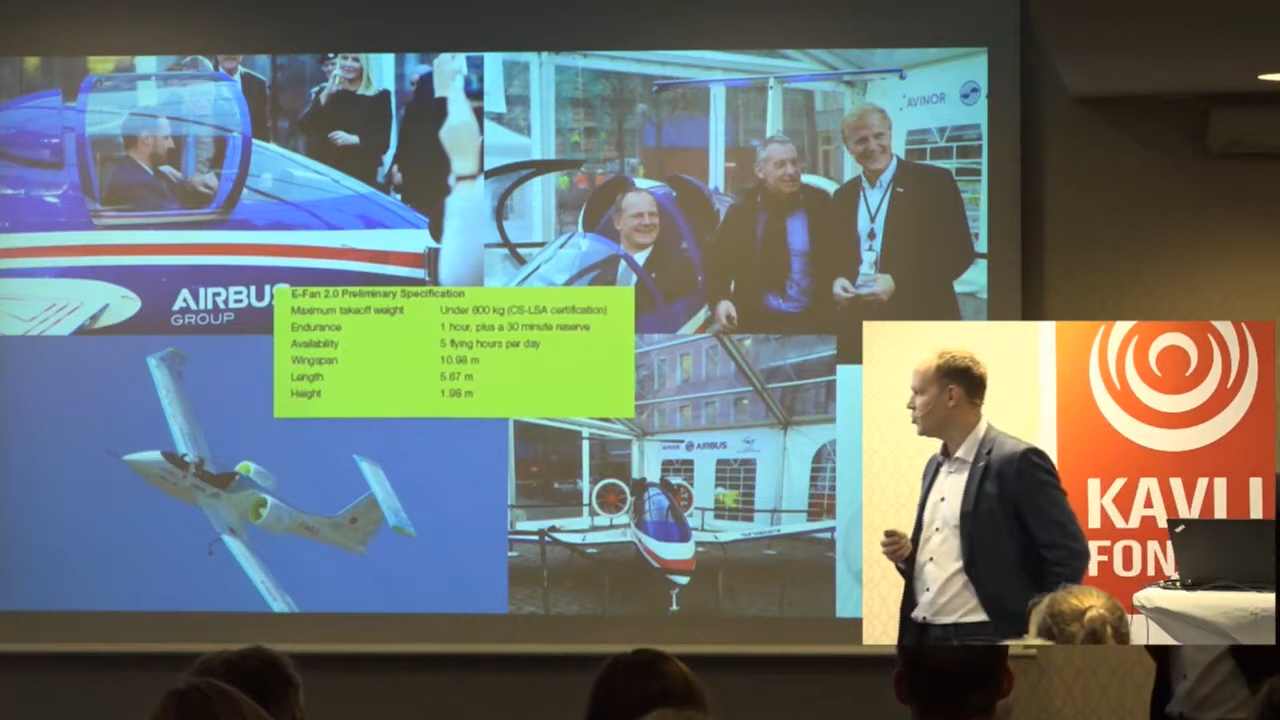 AVINOR
AIRBUS
GROUP
E-Fan 2.0 Preliminary Specification
Maximum takeoff weight Under 600 kg (CS-LSA certification)
Endurance 1 hour, plus a 30 minute reserve
Availability 5 flying hours per day
Wingspan 10.98 m
Length 5.67 m
Height 1.98 m
AIRBUS
KAVLI
FON